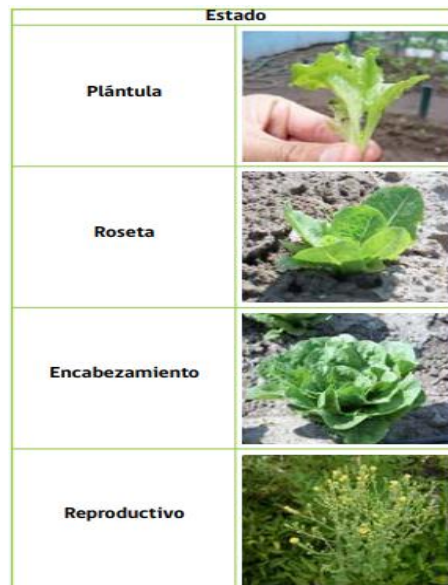 Estado
Plántula
Roseta
Encabezamiento
Reproductivo